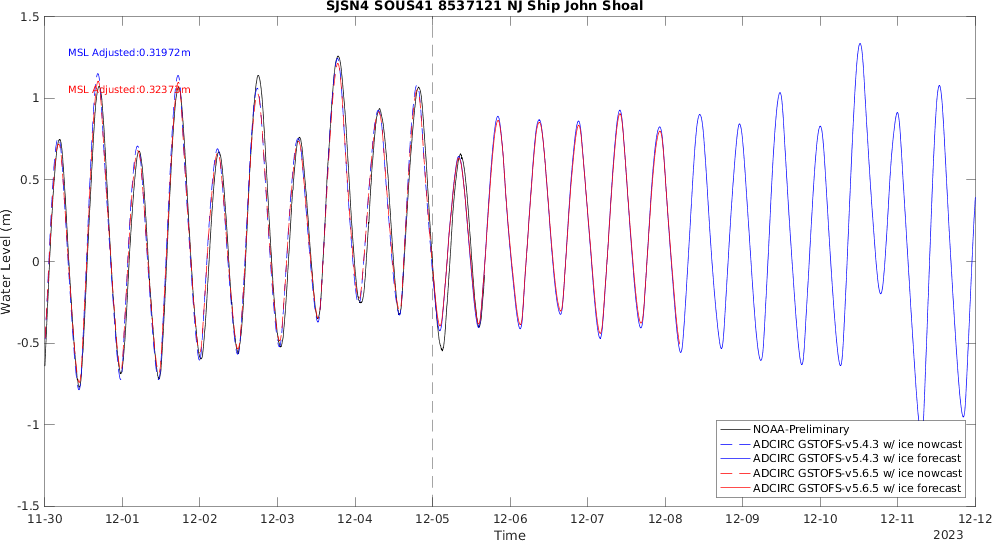 SJSN4 SOUS41 8537121 NJ Ship John Shoal
MSL Adjusted:0.31972m
MSL Adjusted:0.32373m
Water Level (m)
1.5
1
0.5
0
-0.5
-1
-1.5
NOAA-Preliminary
ADCIRC GSTOFS-v5.4.3 w/ ice nowcast
ADCIRC GSTOFS-v5.4.3 w/ ice forecast
ADCIRC GSTOFS-v5.6.5 w/ ice nowcast
ADCIRC GSTOFS-v5.6.5 w/ ice forecast
11-30 12-01 12-02 12-03 12-04 12-05 12-06 12-07 12-08 12-09 12-10 12-11 12-12
Time
2023